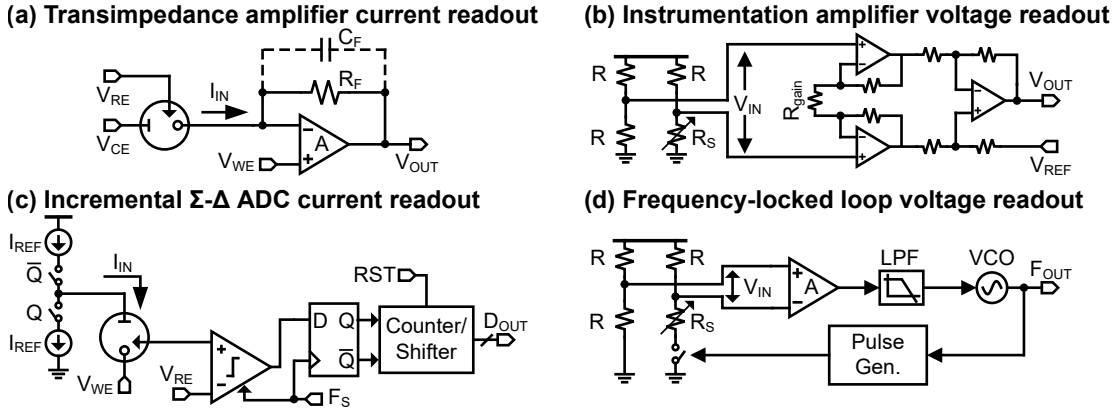 (a) Transimpedance amplifier current readout
C_F
R_F
V_RE
I_IN
V_CE
A
V_WE
V_OUT
(b) Instrumentation amplifier voltage readout
R R
V_IN
R_gain
V_OUT
R R_S
V_REF
(c) Incremental Σ-Δ ADC current readout
I_REF
Q̅
I_IN
Q
I_REF
V_WE
V_RE
RST
D Q
Q̅
Counter/
Shifter
D_OUT
F_S
(d) Frequency-locked loop voltage readout
R R
V_IN
A
LPF
VCO
F_OUT
R R_S
Pulse
Gen.